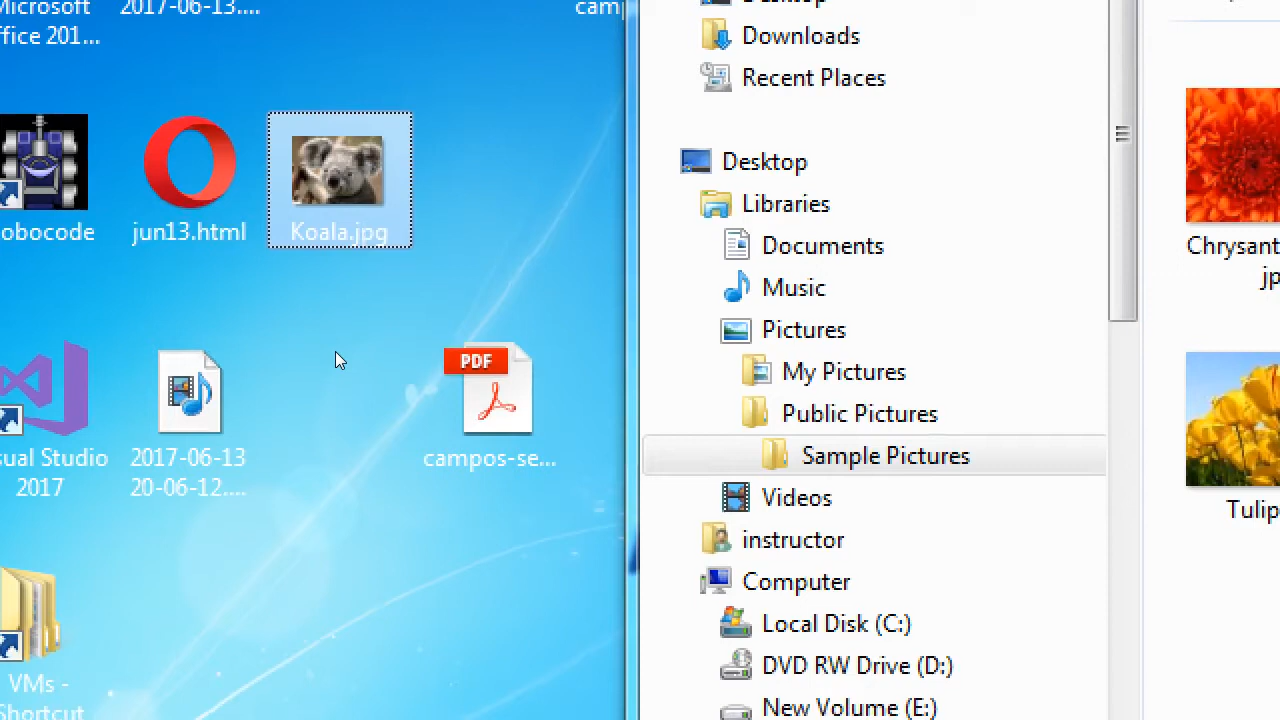 Microsoft
ffice 201...
2017-06-13....
camp
obocode
jun13.html
Koala.jpg
sual Studio
2017
2017-06-13
20-06-12....
PDF
campos-se...
VMs -
Shortcut
Desktop
Downloads
Recent Places
Desktop
Libraries
Documents
Music
Pictures
My Pictures
Public Pictures
Sample Pictures
Videos
instructor
Computer
Local Disk (C:)
DVD RW Drive (D:)
New Volume (E:)
Chrysant
jp
Tulip